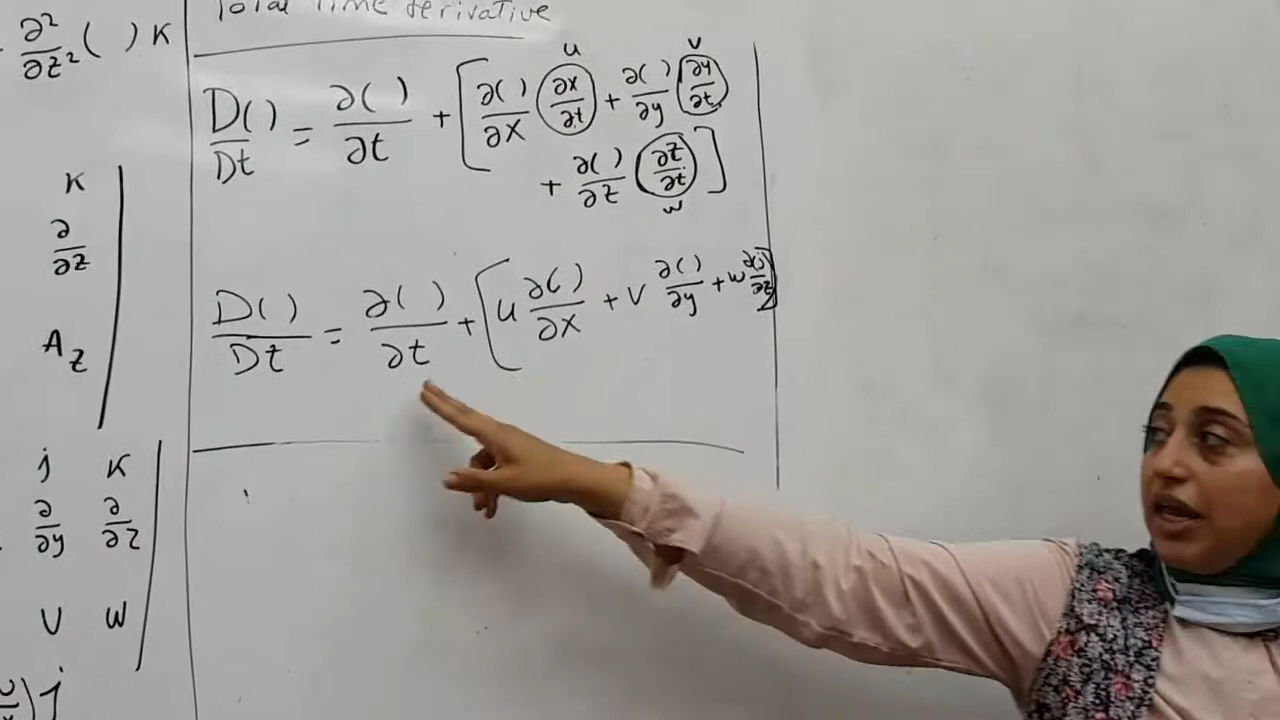 ∂²/∂z² ( ) K
K
∂/∂z
A_z
j K
∂/∂y ∂/∂z
V W
) j
Total Time derivative
u v
D( )/Dt = ∂( )/∂t + [ ∂( )/∂x (∂x/∂t) + ∂( )/∂y (∂y/∂t)
+ ∂( )/∂z (∂z/∂t) ]
w
D( )/Dt = ∂( )/∂t + [ u ∂( )/∂x + v ∂( )/∂y + w ∂( )/∂z ]